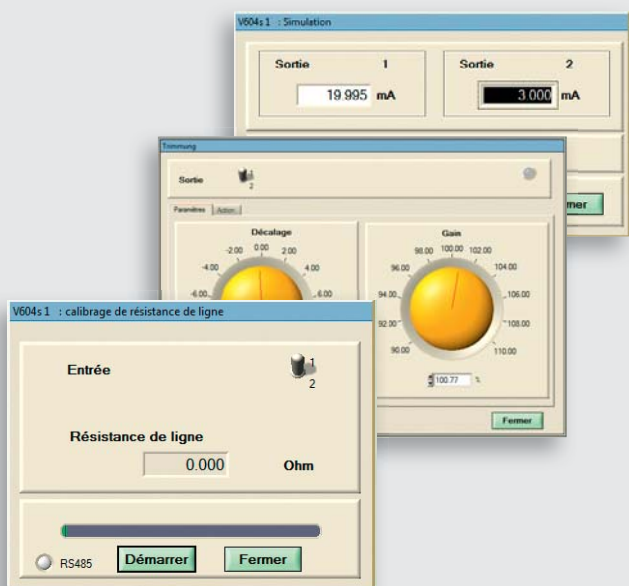 V604s 1 : Simulation
Sortie 1
19.995 mA
Sortie 2
3.000 mA
mer
Trimmung
Sortie
2
Paramètres
Action
Décalage
-6.00
-4.00
-2.00
0.00
2.00
4.00
6.00
Gain
90.00
92.00
94.00
96.00
98.00
100.00
102.00
104.00
106.00
108.00
110.00
100.77 %
Fermer
V604s 1 : calibrage de résistance de ligne
Entrée
1
2
Résistance de ligne
0.000 Ohm
RS485
Démarrer
Fermer